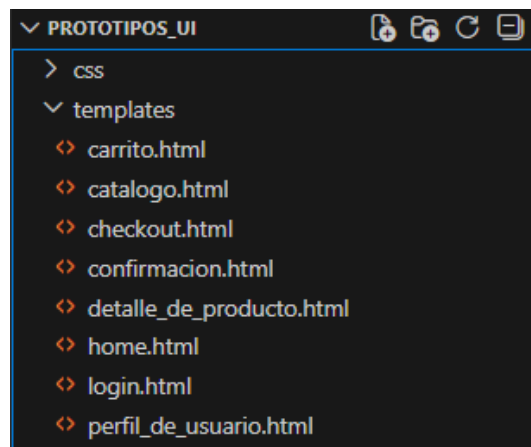 PROTOTIPOS_UI
css
templates
carrito.html
catalogo.html
checkout.html
confirmacion.html
detalle_de_producto.html
home.html
login.html
perfil_de_usuario.html